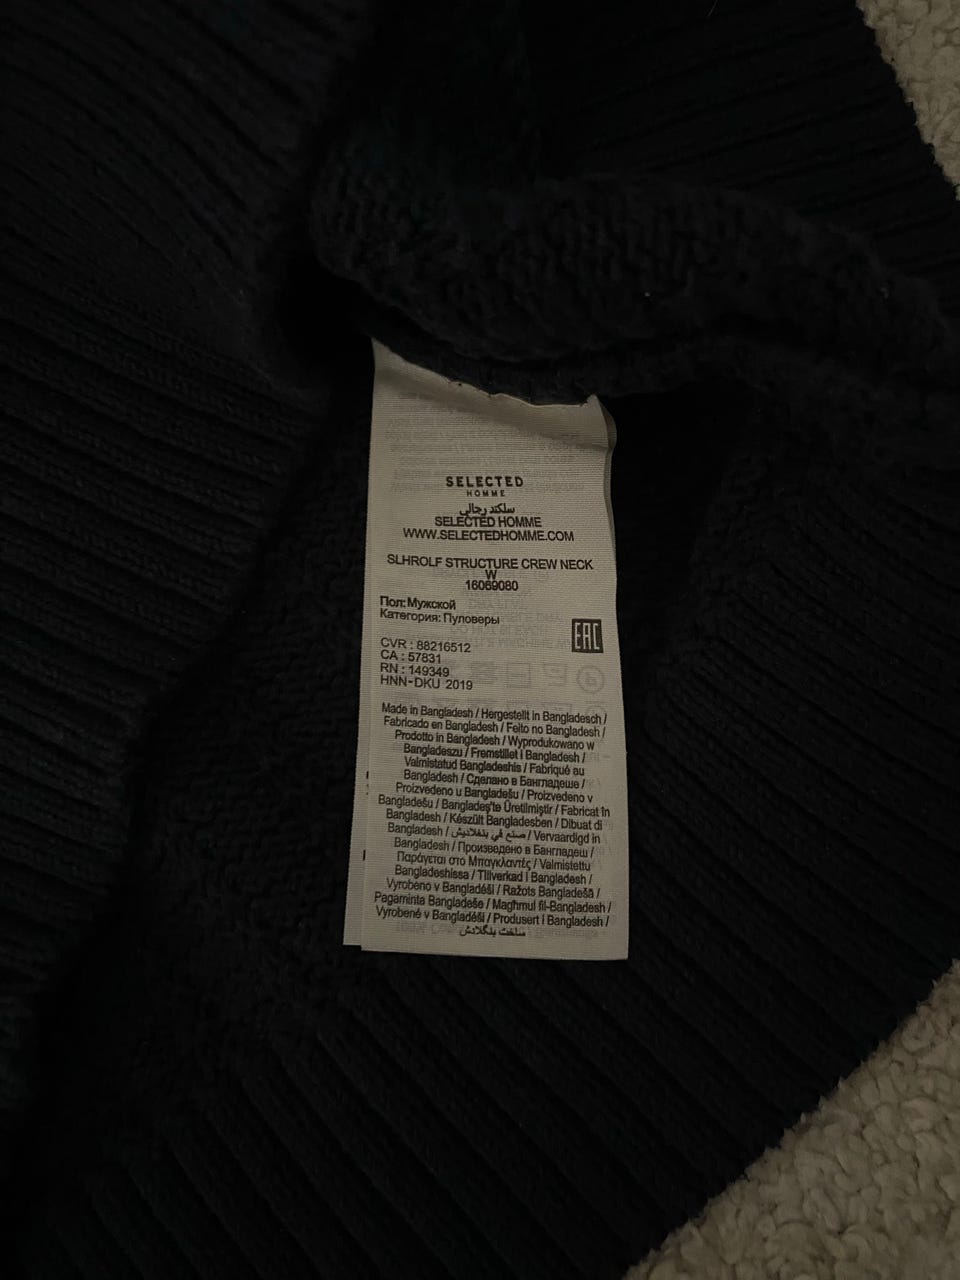 SELECTED
HOMME
سلكتد رجالي
SELECTED HOMME
WWW.SELECTEDHOMME.COM
SLHROLF STRUCTURE CREW NECK
W
16069080
Пол: Мужской
Категория: Пуловеры
EAC
CVR : 88216512
CA : 57831
RN : 149349
HNN-DKU 2019
Made in Bangladesh / Hergestellt in Bangladesch /
Fabricado en Bangladesh / Feito no Bangladesh /
Prodotto in Bangladesh / Wyprodukowano w
Bangladeszu / Fremstillet i Bangladesh /
Valmistatud Bangladeshis / Fabriqué au
Bangladesh / Сделано в Бангладеше /
Proizvedeno u Bangladešu / Proizvedeno v
Bangladešu / Bangladeş'te Üretilmiştir / Fabricat în
Bangladesh / Készült Bangladesben / Dibuat di
Bangladesh / صنع في بنغلاديش / Vervaardigd in
Bangladesh / Произведено в Бангладеш /
Παράγεται στο Μπαγκλαντές / Valmistettu
Bangladeshissa / Tillverkad i Bangladesh /
Vyrobeno v Bangladéši / Ražots Bangladešā /
Pagaminta Bangladeše / Magħmul fil-Bangladesh /
Vyrobené v Bangladéši / Produsert i Bangladesh /
ساخت بنگلادش